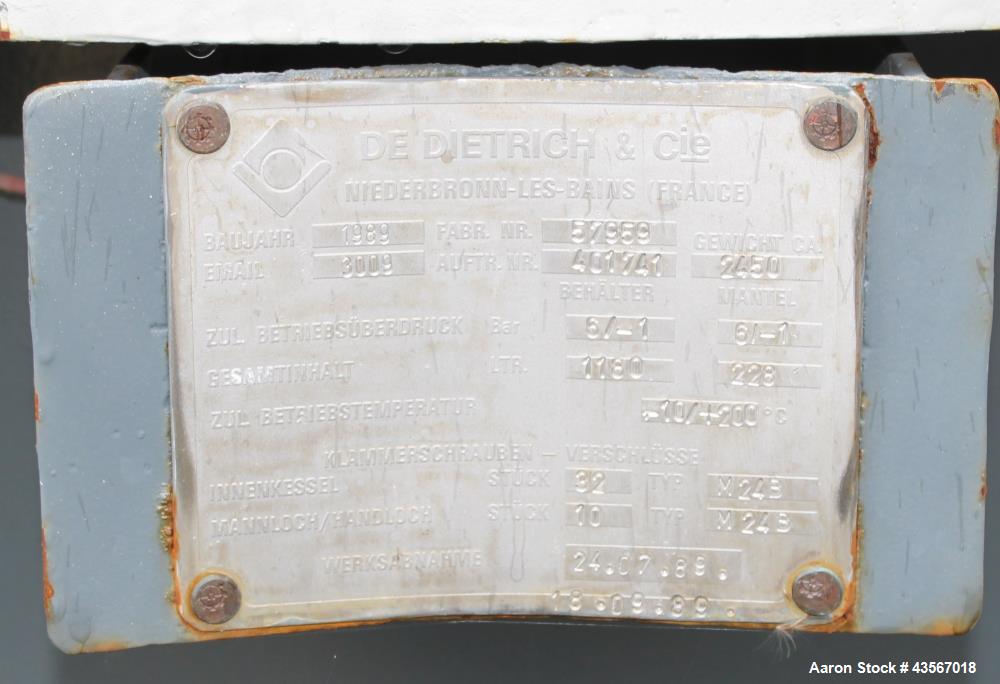 DE DIETRICH & Cie
NIEDERBRONN-LES-BAINS (FRANCE)
BAUJAHR 1989 FABR. NR. 57959 GEWICHT CA.
EMAIL 3009 AUFTR. NR. 401741 2450
BEHÄLTER MANTEL
ZUL. BETRIEBSÜBERDRUCK Bar 6/-1 6/-1
GESAMTINHALT LTR. 1160 228
ZUL. BETRIEBSTEMPERATUR -10/+200 °C
KLAMMERSCHRAUBEN - VERSCHLÜSSE
INNENKESSEL STÜCK 32 TYP M24B
MANNLOCH/HANDLOCH STÜCK 10 TYP M24B
WERKSABNAHME 24.07.89.
18.09.89.
Aaron Stock # 43567018